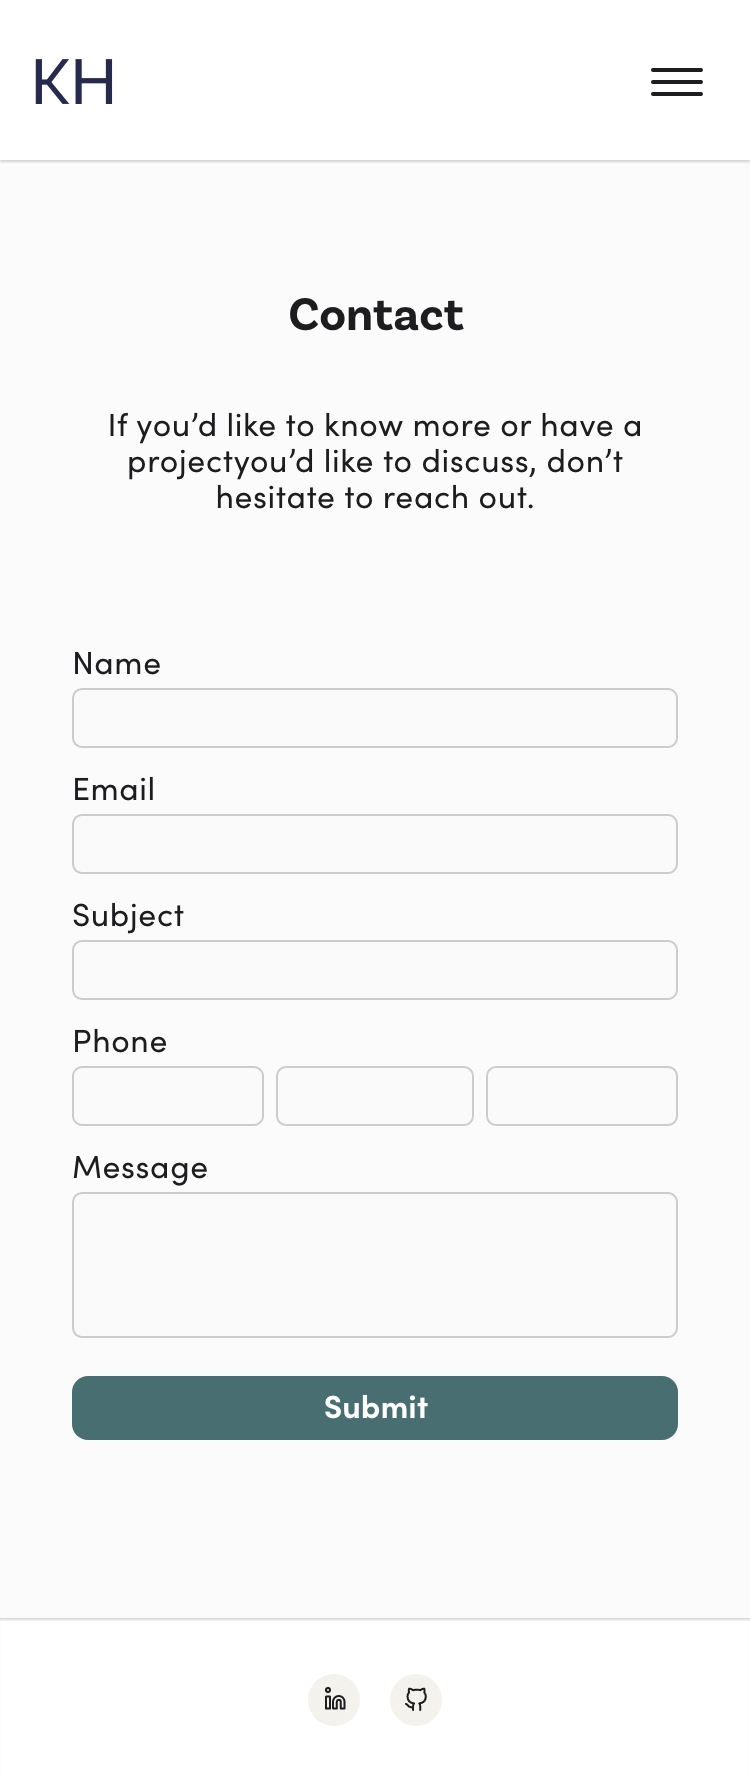 KH
Contact
If you’d like to know more or have a
projectyou’d like to discuss, don’t
hesitate to reach out.
Name
Email
Subject
Phone
Message
Submit
in